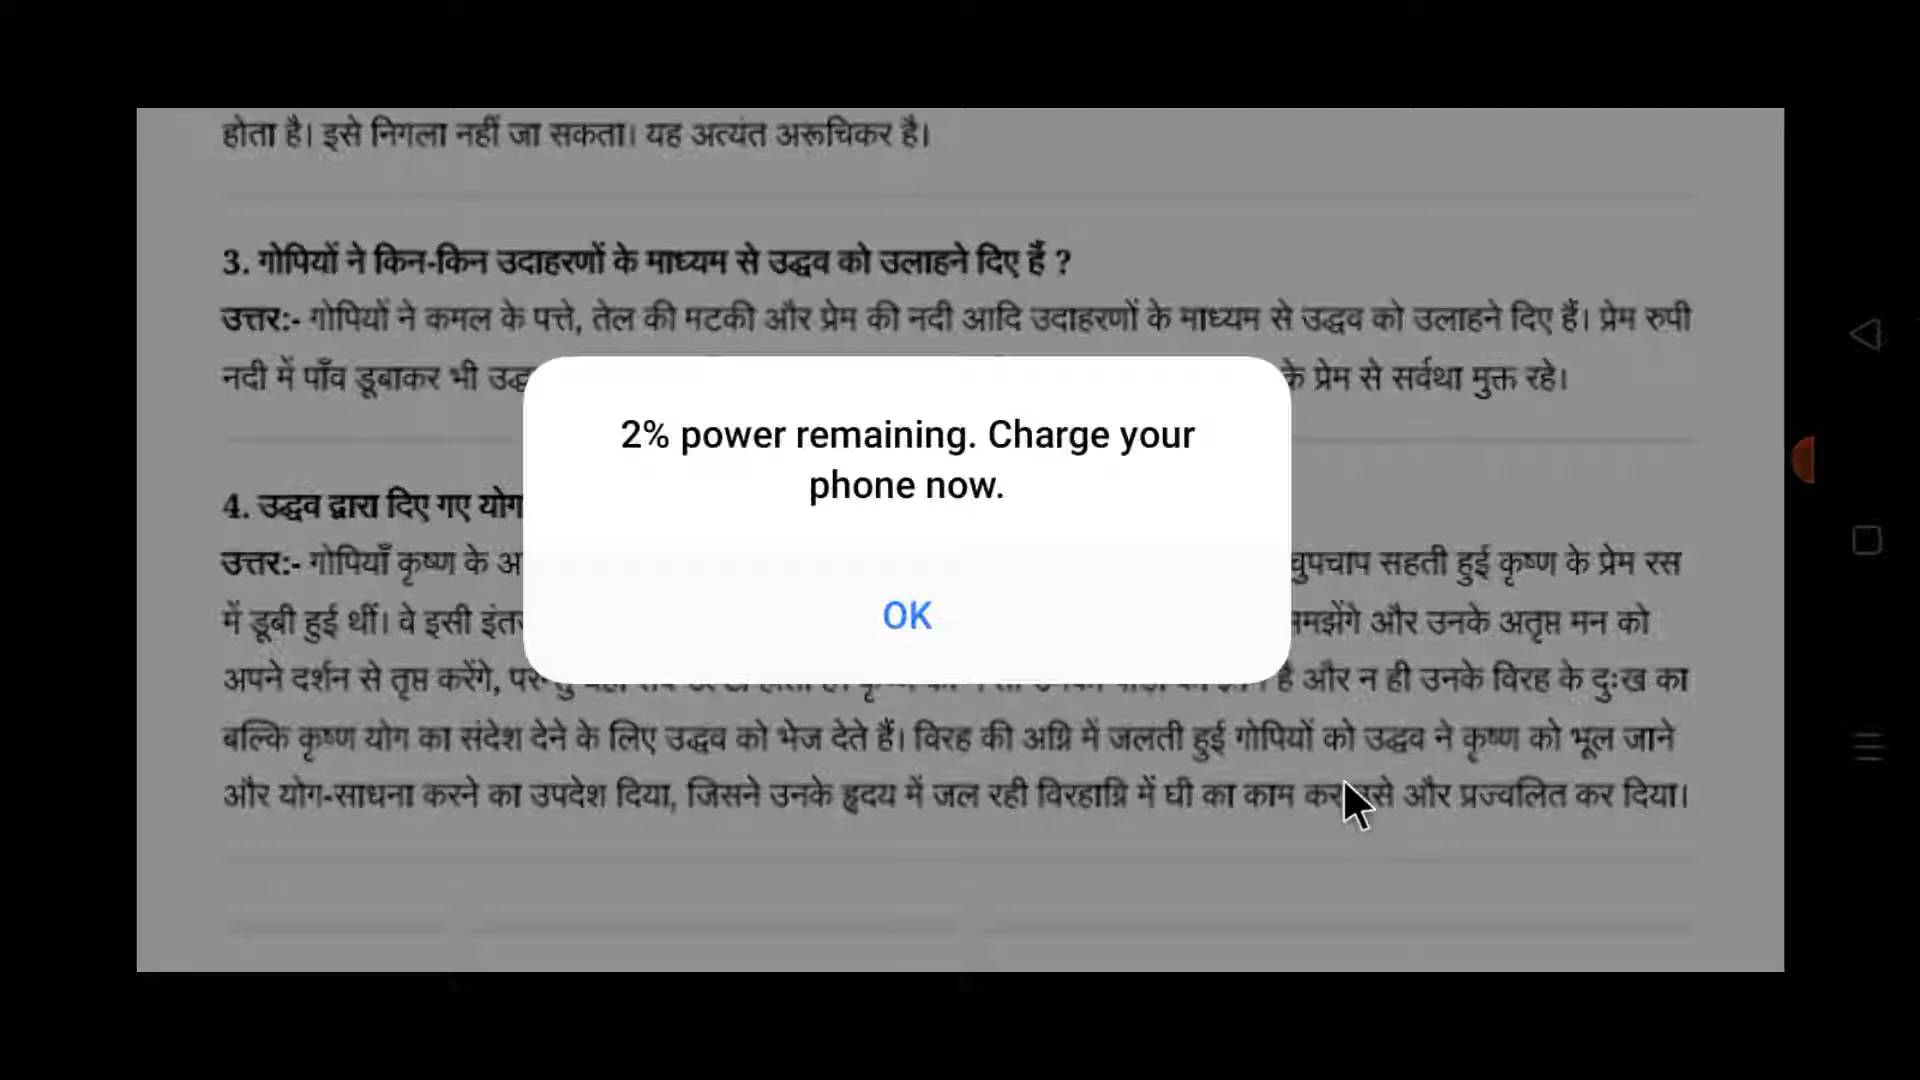 होता है। इसे निगला नहीं जा सकता। यह अत्यंत अरूचिकर है।
3. गोपियों ने किन-किन उदाहरणों के माध्यम से उद्धव को उलाहने दिए हैं ?
उत्तर:- गोपियों ने कमल के पत्ते, तेल की मटकी और प्रेम की नदी आदि उदाहरणों के माध्यम से उद्धव को उलाहने दिए हैं। प्रेम रुपी
नदी में पाँव डूबाकर भी के प्रेम से सर्वथा मुक्त रहे।
2% power remaining. Charge your
phone now.
OK
4. उद्धव द्वारा दिए गए योग
उत्तर:- गोपियाँ कृष्ण के चुपचाप सहती हुई कृष्ण के प्रेम रस
में डूबी हुई थीं। वे इसी और उनके अतृप्त मन को
अपने दर्शन से तृप्त करेंगे, है और न ही उनके विरह के दुःख का
बल्कि कृष्ण योग का संदेश देने के लिए उद्धव को भेज देते हैं। विरह की अग्नि में जलती हुई गोपियों को उद्धव ने कृष्ण को भूल जाने
और योग-साधना करने का उपदेश दिया, जिसने उनके हृदय में जल रही विरहाग्नि में घी का काम और प्रज्वलित कर दिया।